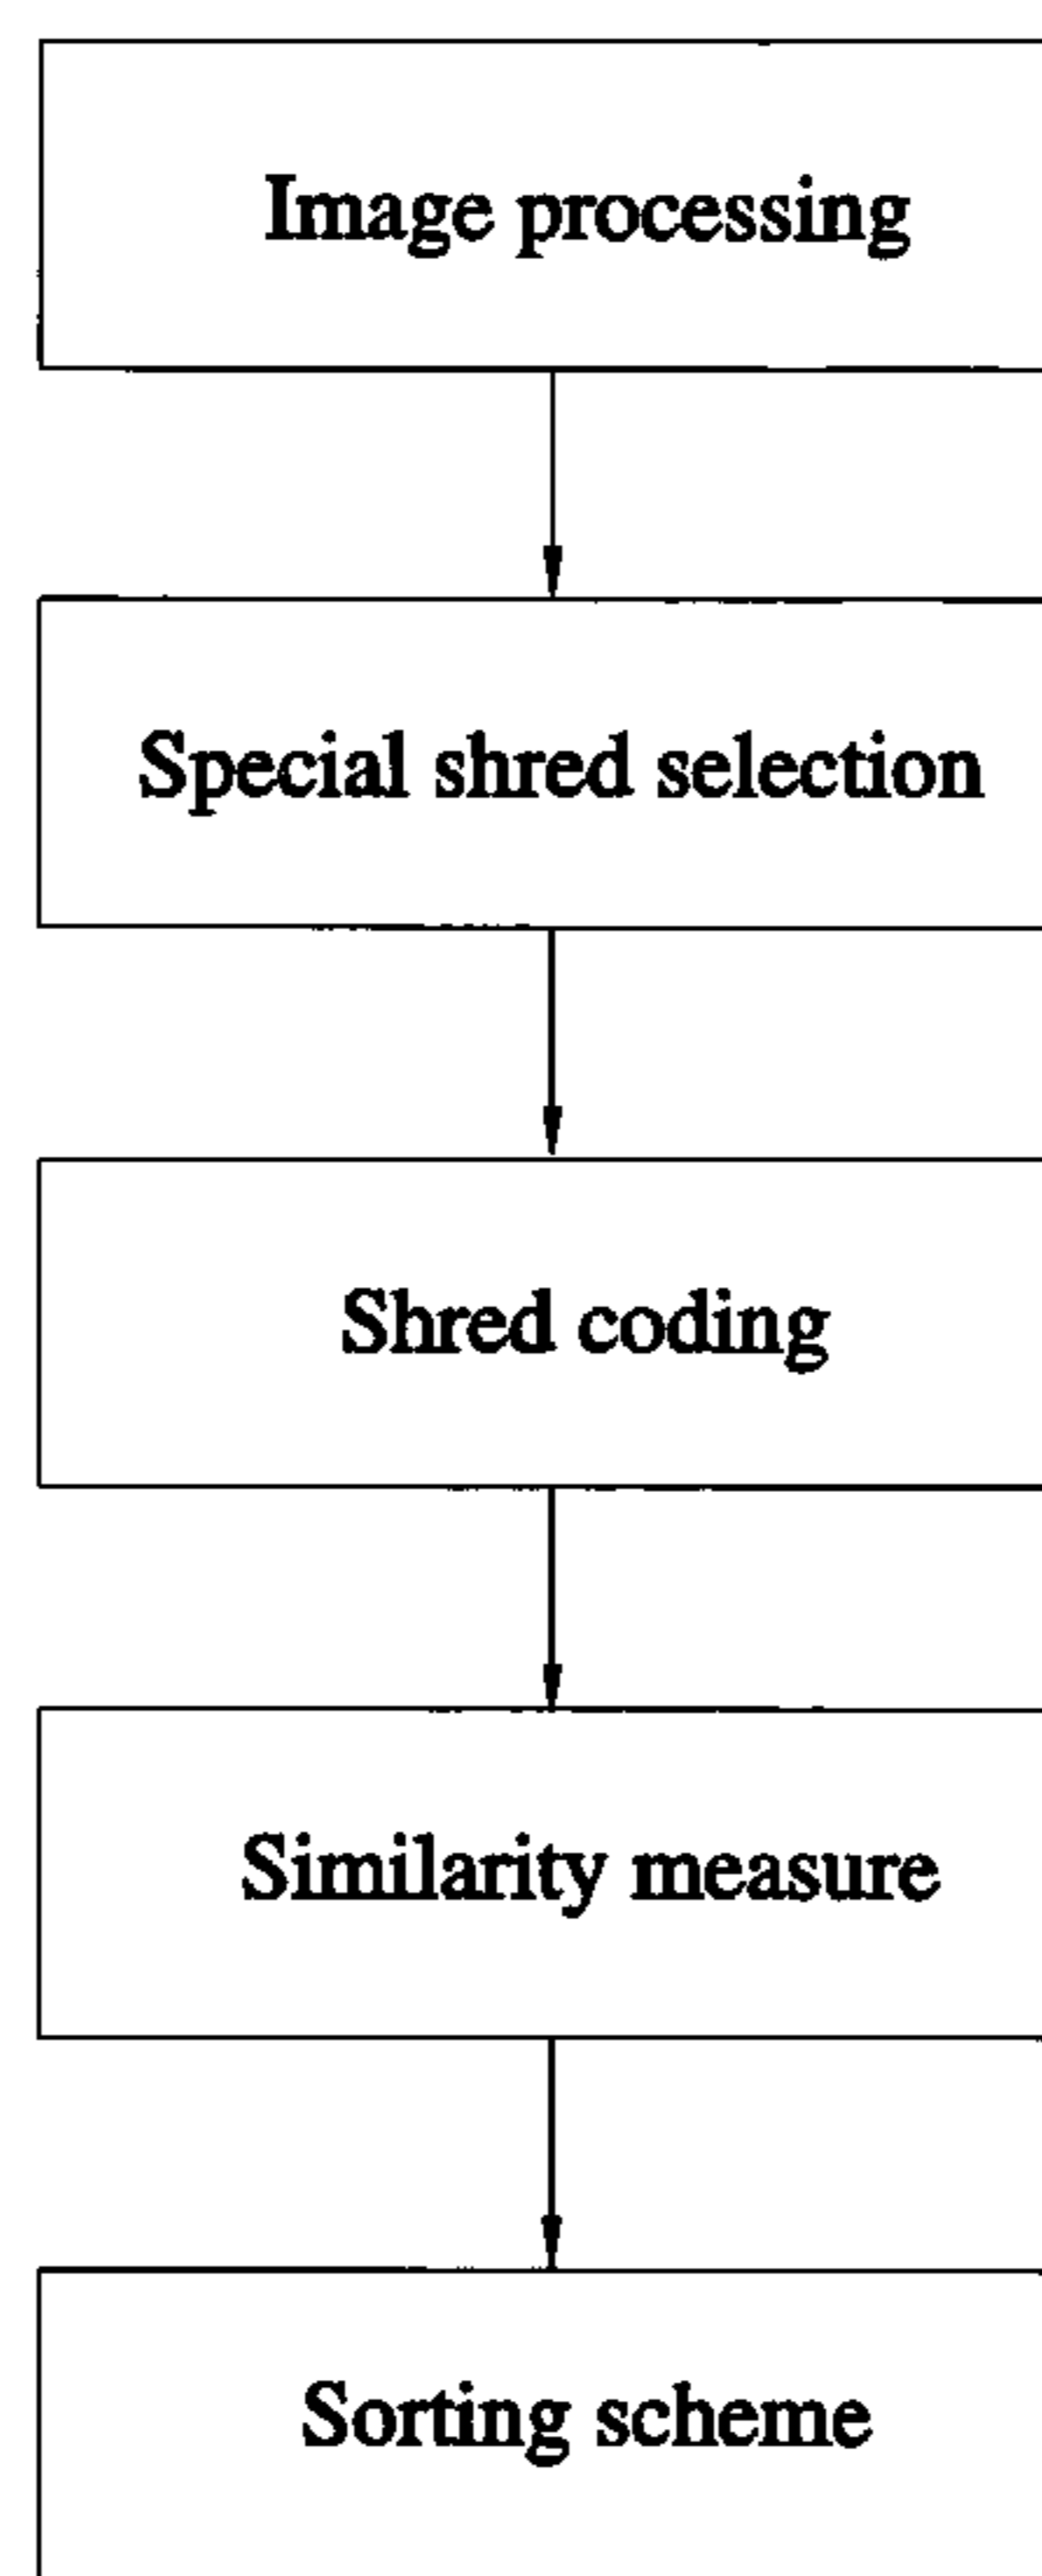 Image processing
Special shred selection
Shred coding
Similarity measure
Sorting scheme